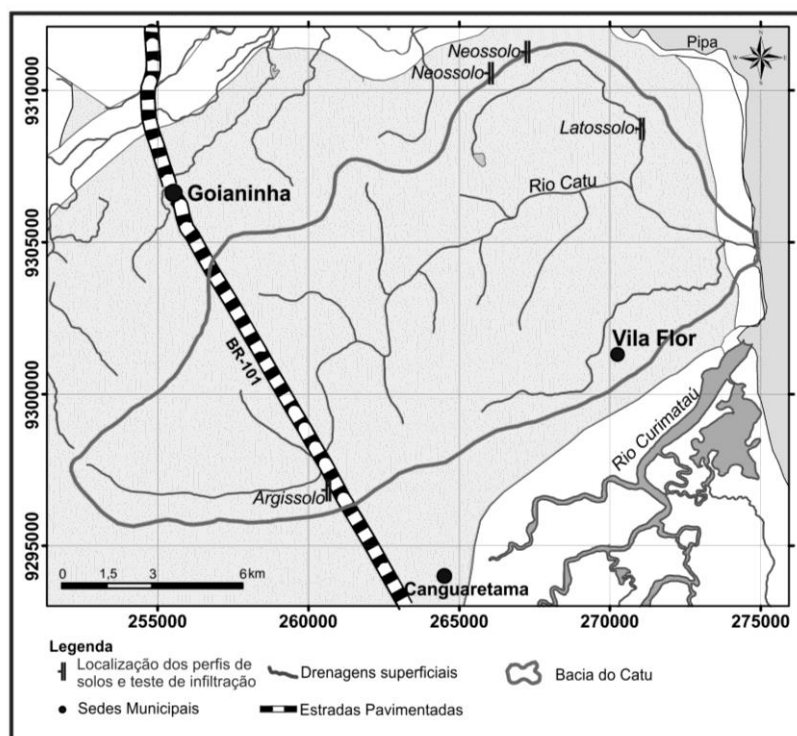 Pipa
N
W
E
S
Neossolo
Neossolo
Latossolo
9310000
Goianinha
Rio Catu
9305000
Vila Flor
BR-101
9300000
Rio Curimataú
Argissolo
9295000
0 1,5 3 6 km
Canguaretama
255000 260000 265000 270000 275000
Legenda
Localização dos perfis de
solos e teste de infiltração
Drenagens superficiais
Bacia do Catu
Sedes Municipais
Estradas Pavimentadas